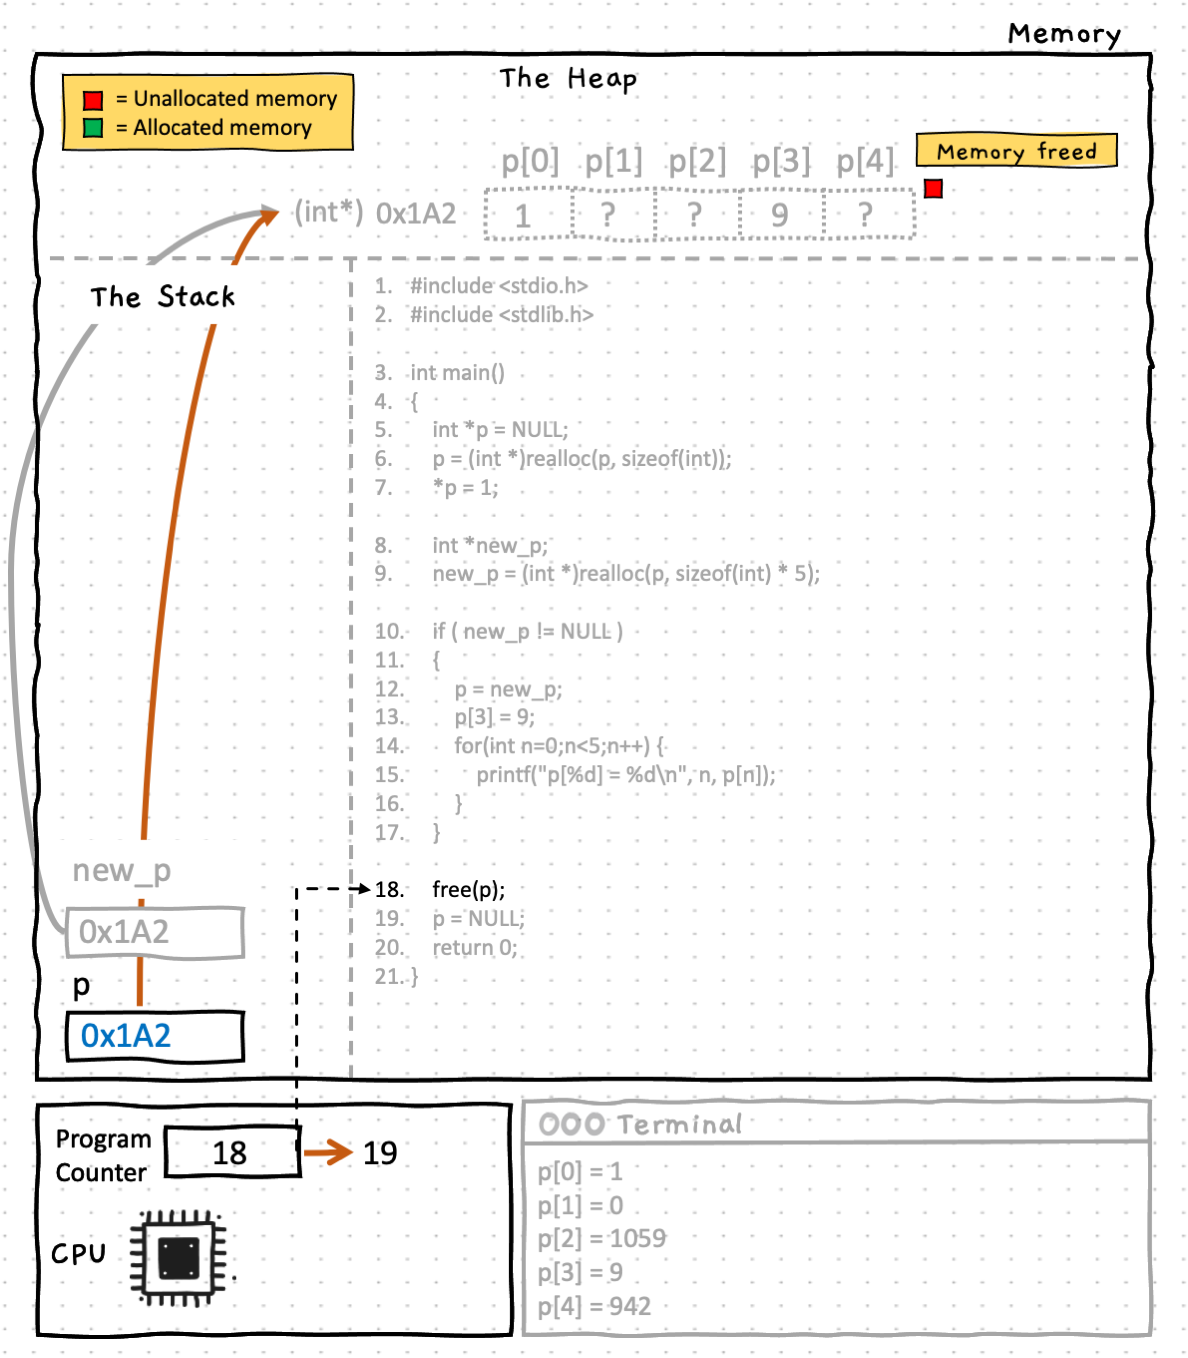 Memory
The Heap
= Unallocated memory
= Allocated memory
Memory freed
p[0] p[1] p[2] p[3] p[4]
(int*) 0x1A2 1 ? ? 9 ?
The Stack
1. #include <stdio.h>
2. #include <stdlib.h>
3. int main()
4. {
5. int *p = NULL;
6. p = (int *)realloc(p, sizeof(int));
7. *p = 1;
8. int *new_p;
9. new_p = (int *)realloc(p, sizeof(int) * 5);
10. if ( new_p != NULL )
11. {
12. p = new_p;
13. p[3] = 9;
14. for(int n=0;n<5;n++) {
15. printf("p[%d] = %d\n", n, p[n]);
16. }
17. }
18. free(p);
19. p = NULL;
20. return 0;
21. }
new_p
0x1A2
p
0x1A2
Program
Counter
18
19
CPU
Terminal
p[0] = 1
p[1] = 0
p[2] = 1059
p[3] = 9
p[4] = 942